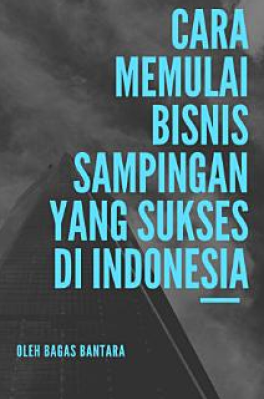 CARA
MEMULAI
BISNIS
SAMPINGAN
YANG SUKSES
DI INDONESIA
OLEH BAGAS BANTARA